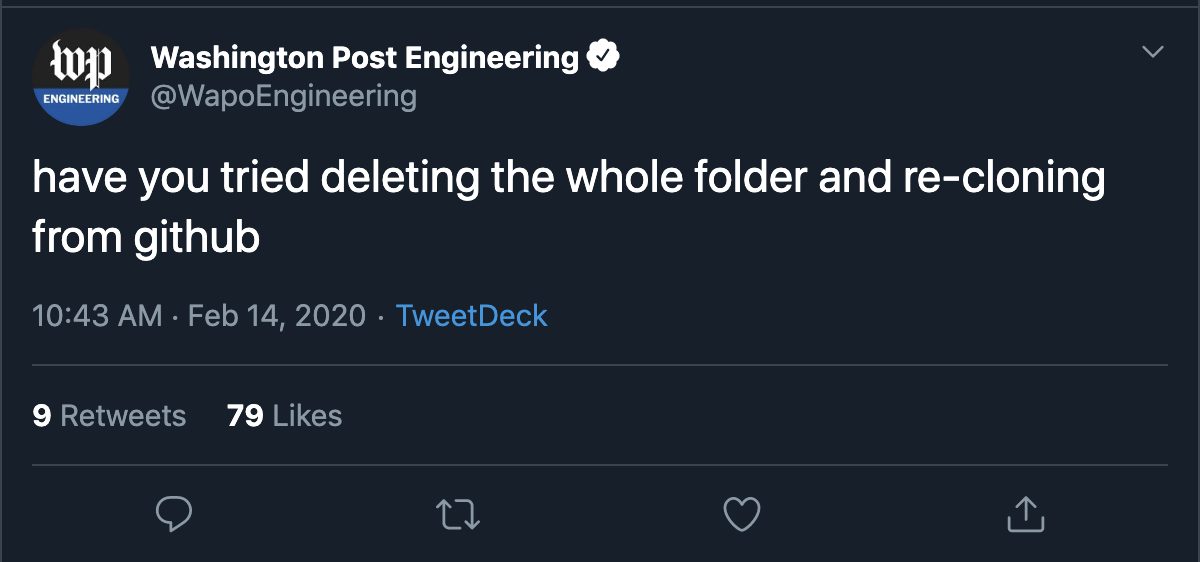 wp
ENGINEERING
Washington Post Engineering
@WapoEngineering
have you tried deleting the whole folder and re-cloning
from github
10:43 AM · Feb 14, 2020 · TweetDeck
9 Retweets 79 Likes